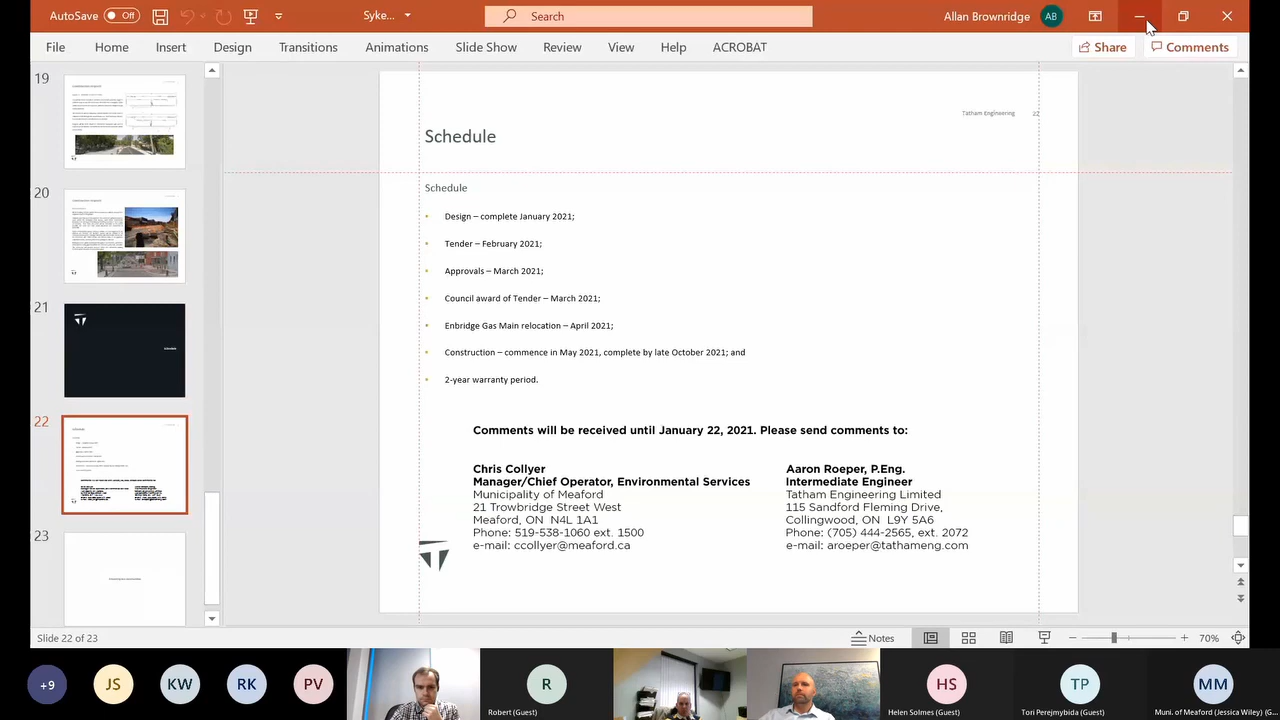 AutoSave
Off
Syke...
Search
Allan Brownridge
AB
File
Home
Insert
Design
Transitions
Animations
Slide Show
Review
View
Help
ACROBAT
Share
Comments
19
20
21
22
23
Tatham Engineering 22
Schedule
Schedule
• Design – complete January 2021;
• Tender – February 2021;
• Approvals – March 2021;
• Council award of Tender – March 2021;
• Enbridge Gas Main relocation – April 2021;
• Construction – commence in May 2021, complete by late October 2021; and
• 2-year warranty period.
Comments will be received until January 22, 2021. Please send comments to:
Chris Collyer
Manager/Chief Operator, Environmental Services
Municipality of Meaford
21 Trowbridge Street West
Meaford, ON N4L 1A1
Phone: 519-538-1060 ext. 1500
e-mail: ccollyer@meaford.ca
Aaron Roeper, P.Eng.
Intermediate Engineer
Tatham Engineering Limited
115 Sandford Fleming Drive,
Collingwood, ON L9Y 5A6
Phone: (705) 444-2565, ext. 2072
e-mail: aroeper@tathameng.com
Slide 22 of 23
Notes
70%
+9
JS
KW
RK
PV
R
Robert (Guest)
HS
Helen Solmes (Guest)
TP
Tori Perejmybida (Guest)
MM
Muni. of Meaford (Jessica Wiley) (G...